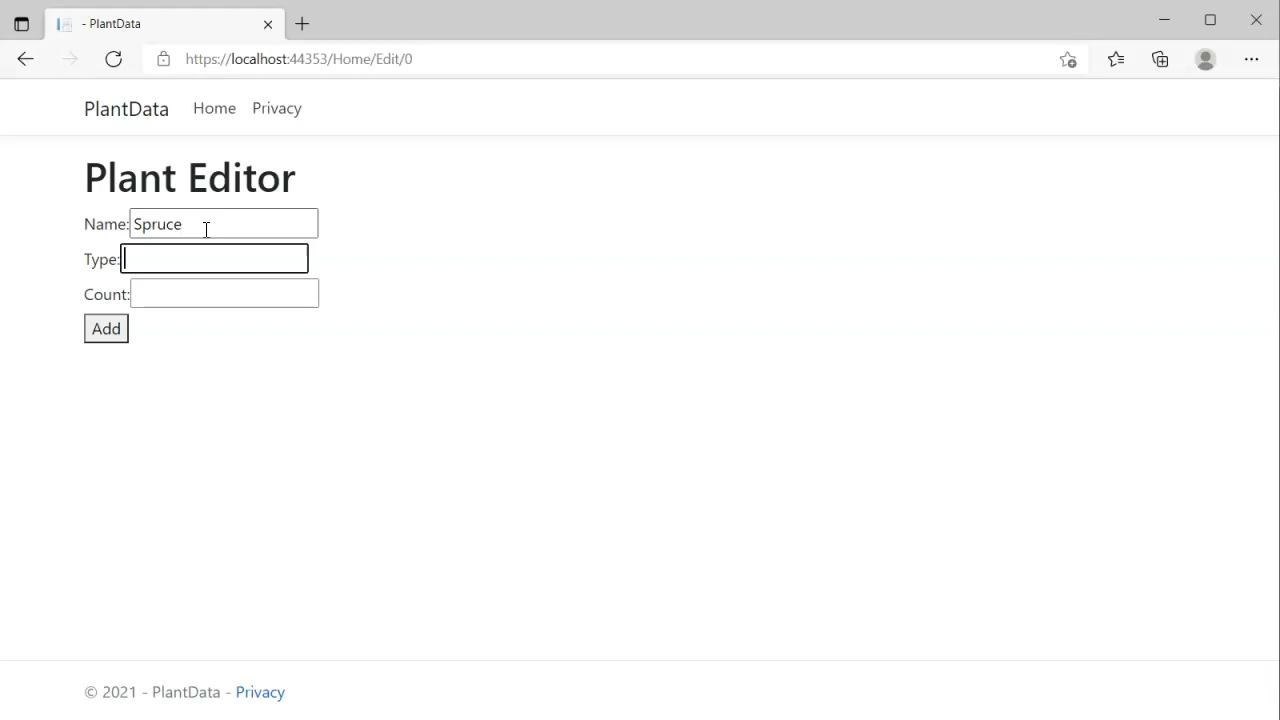 - PlantData
https://localhost:44353/Home/Edit/0
PlantData Home Privacy
Plant Editor
Name: Spruce
Type:
Count:
Add
© 2021 - PlantData - Privacy